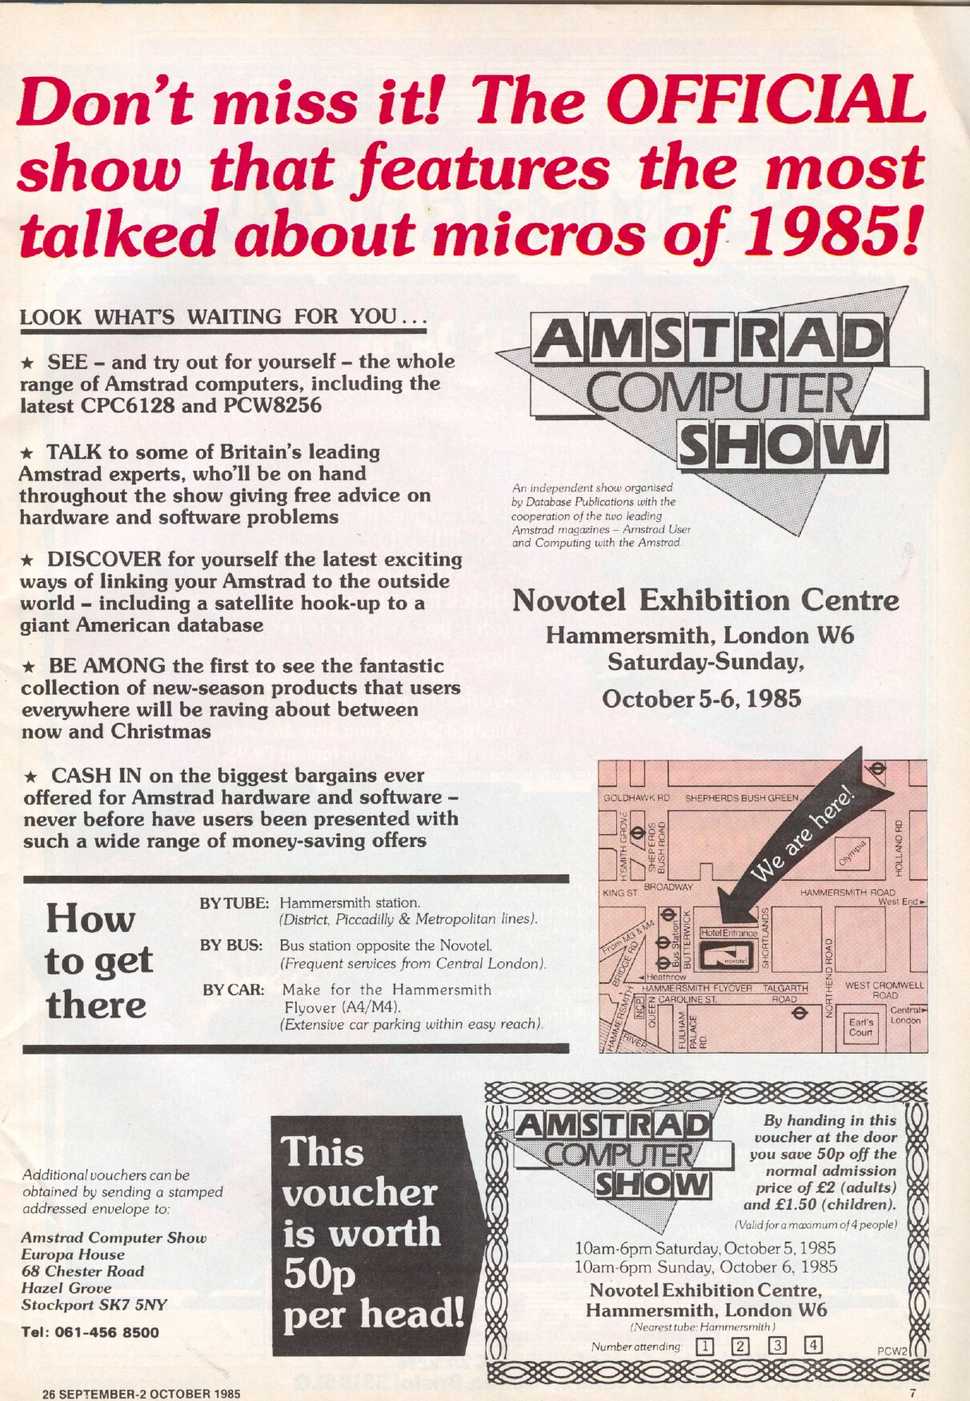 Don't miss it! The OFFICIAL
show that features the most
talked about micros of 1985!
LOOK WHAT'S WAITING FOR YOU...
★ SEE – and try out for yourself – the whole
range of Amstrad computers, including the
latest CPC6128 and PCW8256
★ TALK to some of Britain's leading
Amstrad experts, who'll be on hand
throughout the show giving free advice on
hardware and software problems
★ DISCOVER for yourself the latest exciting
ways of linking your Amstrad to the outside
world – including a satellite hook-up to a
giant American database
★ BE AMONG the first to see the fantastic
collection of new-season products that users
everywhere will be raving about between
now and Christmas
★ CASH IN on the biggest bargains ever
offered for Amstrad hardware and software –
never before have users been presented with
such a wide range of money-saving offers
AMSTRAD
COMPUTER
SHOW
An independent show organised
by Database Publications with the
cooperation of the two leading
Amstrad magazines – Amstrad User
and Computing with the Amstrad.
Novotel Exhibition Centre
Hammersmith, London W6
Saturday-Sunday,
October 5-6, 1985
How
to get
there
BY TUBE: Hammersmith station.
(District, Piccadilly & Metropolitan lines).
BY BUS: Bus station opposite the Novotel.
(Frequent services from Central London).
BY CAR: Make for the Hammersmith
Flyover (A4/M4).
(Extensive car parking within easy reach).
We are here!
GOLDHAWK RD
SHEPHERDS BUSH GREEN
HSMITH GROVE
SHEPHERDS
BUSH ROAD
Olympia
HOLLAND RD
KING ST
BROADWAY
HAMMERSMITH ROAD
West End
From M3 & M4
BRIDGE RD
Bus Station
BUTTERWICK
Hotel Entrance
novotel
SHORTLANDS
NORTHEND ROAD
Heathrow
HAMMERSMITH FLYOVER
TALGARTH
ROAD
WEST CROMWELL
ROAD
HAMMERSMITH
NCP
QUEEN
CAROLINE ST.
FULHAM
PALACE
RD.
RIVER
Earl's
Court
Central
London
Additional vouchers can be
obtained by sending a stamped
addressed envelope to:
Amstrad Computer Show
Europa House
68 Chester Road
Hazel Grove
Stockport SK7 5NY
Tel: 061-456 8500
This
voucher
is worth
50p
per head!
AMSTRAD
COMPUTER
SHOW
By handing in this
voucher at the door
you save 50p off the
normal admission
price of £2 (adults)
and £1.50 (children).
(Valid for a maximum of 4 people)
10am-6pm Saturday, October 5, 1985
10am-6pm Sunday, October 6, 1985
Novotel Exhibition Centre,
Hammersmith, London W6
(Nearest tube: Hammersmith)
Number attending: 1 2 3 4
PCW2
26 SEPTEMBER-2 OCTOBER 1985
7